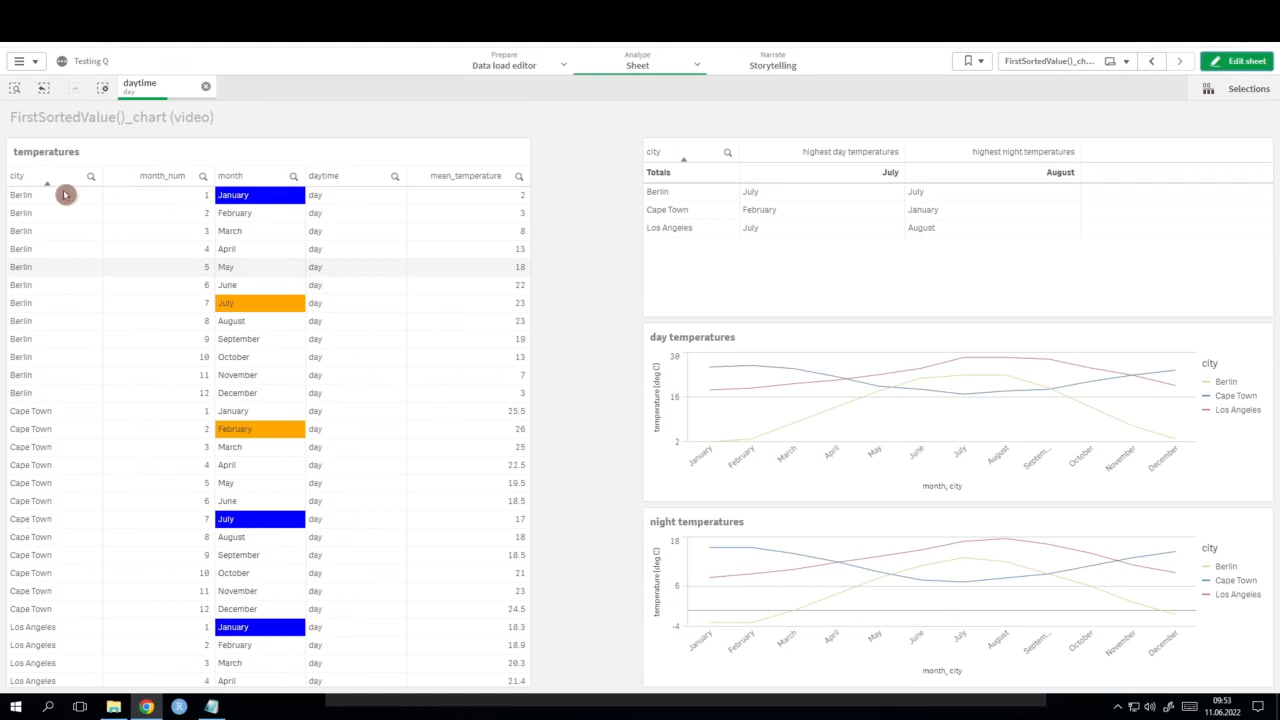 Prepare
Data load editor
Analyze
Sheet
Narrate
Storytelling
Testing Q
FirstSortedValue()_c...
Edit sheet
daytime
day
Selections
FirstSortedValue()_chart (video)
temperatures
city month_num month daytime mean_temperature
Berlin 1 January day 2
Berlin 2 February day 3
Berlin 3 March day 8
Berlin 4 April day 13
Berlin 5 May day 18
Berlin 6 June day 22
Berlin 7 July day 23
Berlin 8 August day 23
Berlin 9 September day 19
Berlin 10 October day 13
Berlin 11 November day 7
Berlin 12 December day 3
Cape Town 1 January day 25.5
Cape Town 2 February day 26
Cape Town 3 March day 25
Cape Town 4 April day 22.5
Cape Town 5 May day 19.5
Cape Town 6 June day 18.5
Cape Town 7 July day 17
Cape Town 8 August day 18
Cape Town 9 September day 18.5
Cape Town 10 October day 21
Cape Town 11 November day 23
Cape Town 12 December day 24.5
Los Angeles 1 January day 18.3
Los Angeles 2 February day 18.9
Los Angeles 3 March day 20.3
Los Angeles 4 April day 21.4
city highest day temperatures highest night temperatures
Totals July August
Berlin July July
Cape Town February January
Los Angeles July August
day temperatures
temperature (deg C)
30
16
2
January February March April May June July August Septem... October November December
month, city
city
Berlin
Cape Town
Los Angeles
night temperatures
temperature (deg C)
18
6
-4
January February March April May June July August Septem... October November December
month, city
city
Berlin
Cape Town
Los Angeles
09:53
11.06.2022